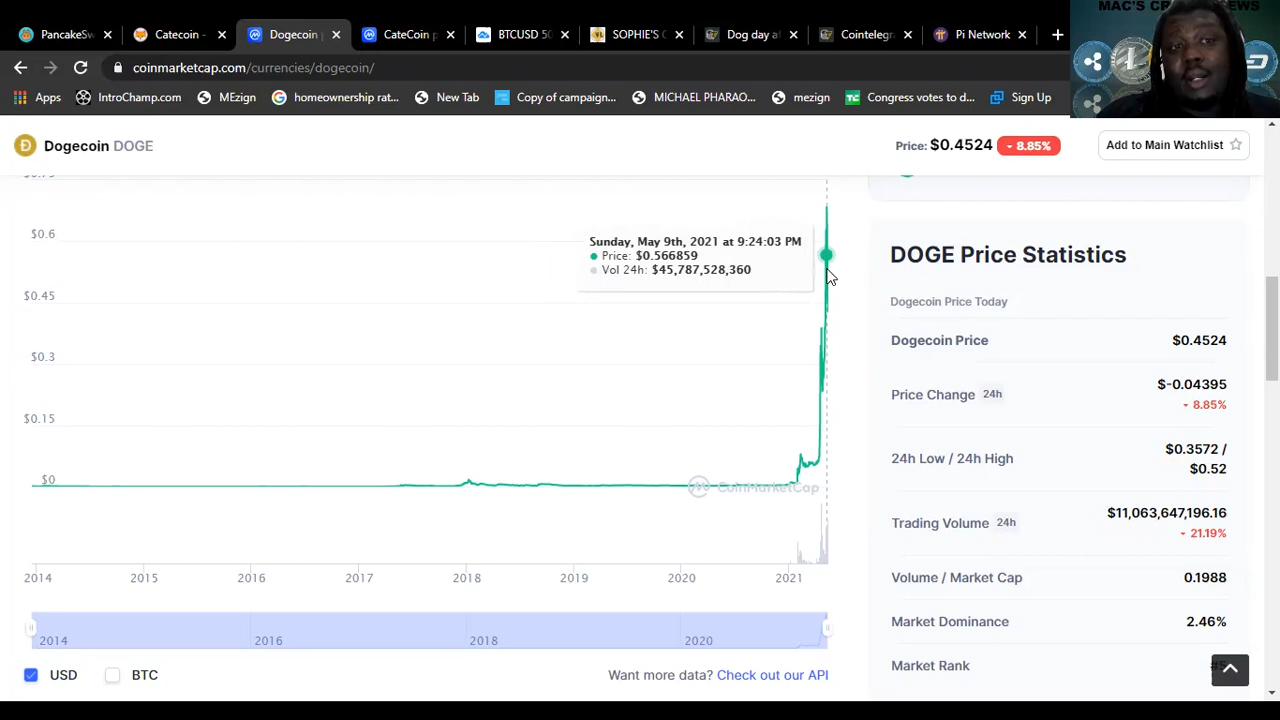 MAC'S CR EWS
PancakeSw
Catecoin -
Dogecoin p
CateCoin p
BTCUSD 50
SOPHIE'S C
Dog day a
Cointelegr
Pi Network
coinmarketcap.com/currencies/dogecoin/
Apps
IntroChamp.com
MEzign
homeownership rat...
New Tab
Copy of campaign...
MICHAEL PHARAO...
mezign
Congress votes to d...
Sign Up
Dogecoin DOGE
Price: $0.4524 8.85%
Add to Main Watchlist
$0.75
$0.6
$0.45
$0.3
$0.15
$0
Sunday, May 9th, 2021 at 9:24:03 PM
Price: $0.566859
Vol 24h: $45,787,528,360
CoinMarketCap
2014 2015 2016 2017 2018 2019 2020 2021
2014 2016 2018 2020
USD
BTC
Want more data? Check out our API
DOGE Price Statistics
Dogecoin Price Today
Dogecoin Price $0.4524
Price Change 24h $-0.04395
8.85%
24h Low / 24h High $0.3572 /
$0.52
Trading Volume 24h $11,063,647,196.16
21.19%
Volume / Market Cap 0.1988
Market Dominance 2.46%
Market Rank